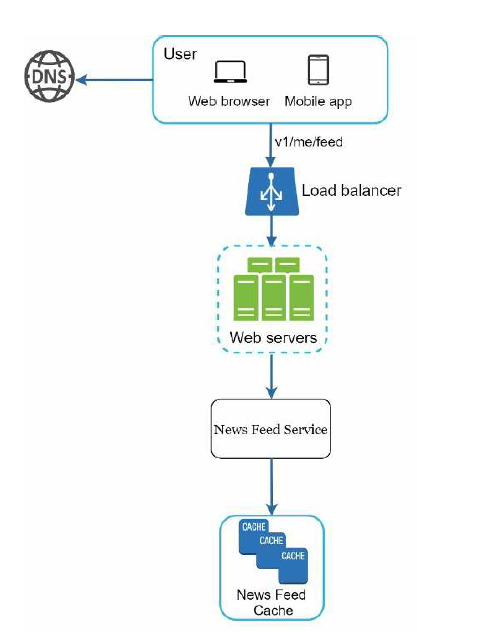 User
DNS
Web browser
Mobile app
v1/me/feed
Load balancer
Web servers
News Feed Service
CACHE
CACHE
CACHE
News Feed
Cache